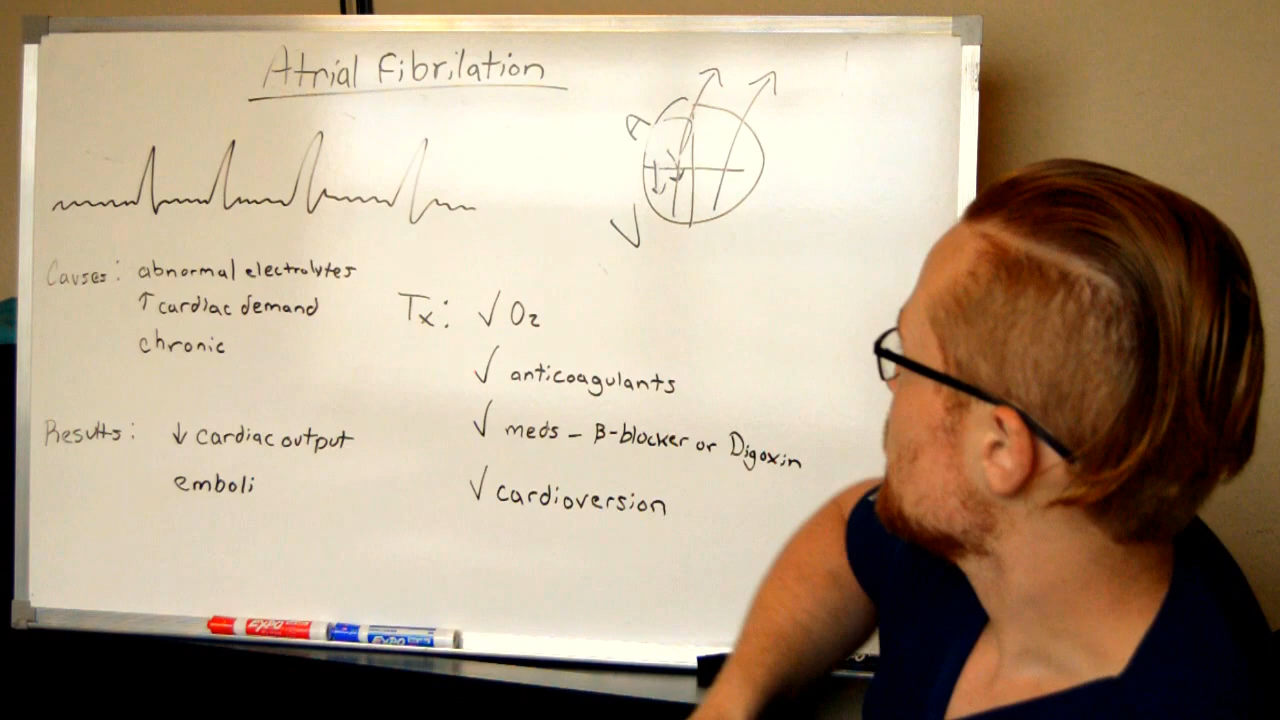 Atrial Fibrilation
A
V
Causes: abnormal electrolytes
↑ cardiac demand
chronic
Results: ↓ cardiac output
emboli
Tx: ✓ O2
✓ anticoagulants
✓ meds - B-blocker or Digoxin
✓ cardioversion
EXPO
EXPO